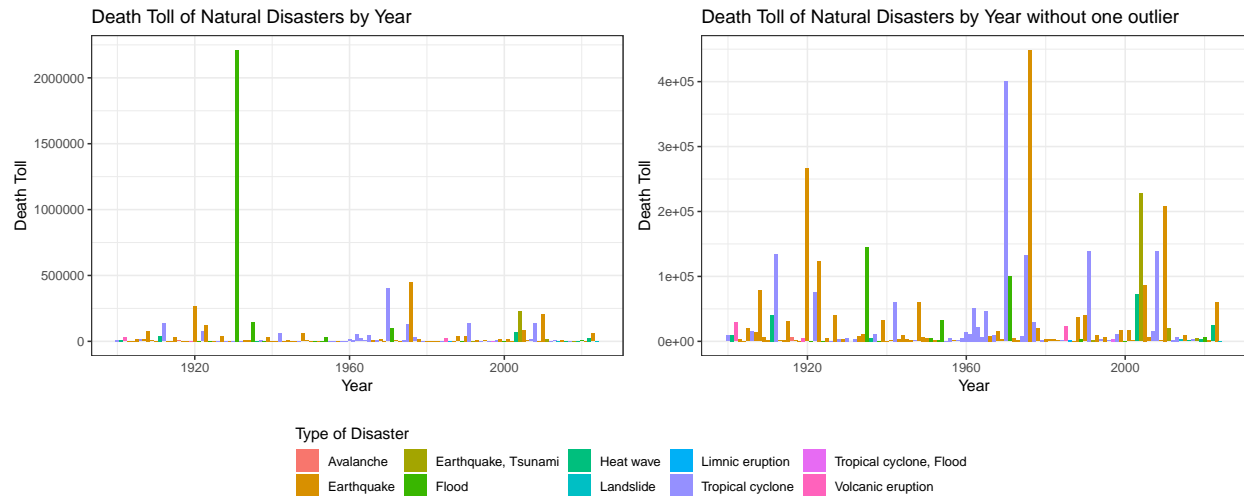 Death Toll of Natural Disasters by Year
2000000
1500000
1000000
500000
0
Death Toll
1920
1960
2000
Year
Death Toll of Natural Disasters by Year without one outlier
4e+05
3e+05
2e+05
1e+05
0e+00
Death Toll
1920
1960
2000
Year
Type of Disaster
Avalanche
Earthquake, Tsunami
Heat wave
Limnic eruption
Tropical cyclone, Flood
Earthquake
Flood
Landslide
Tropical cyclone
Volcanic eruption